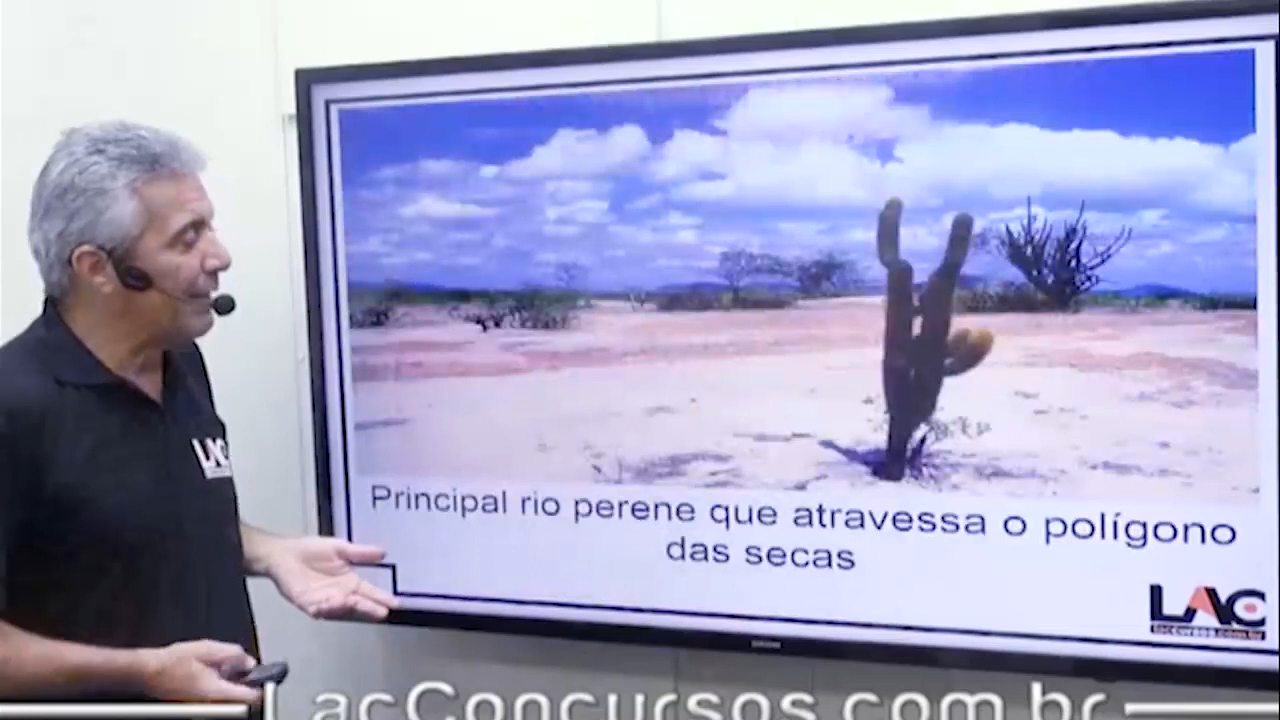 LAC
Principal rio perene que atravessa o polígono
das secas
LAC
LacConcursos.com.br